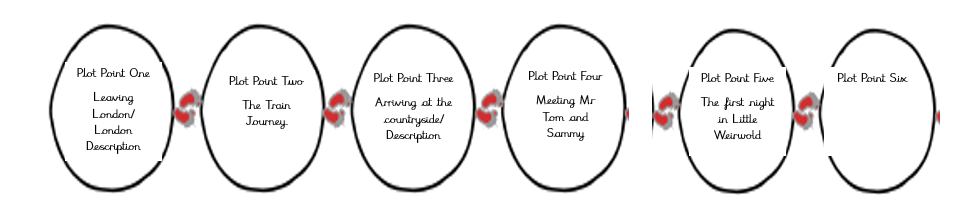 Plot Point One
Leaving
London/
London
Description
Plot Point Two
The Train
Journey.
Plot Point Three
Arriving at the
countryside/
Description
Plot Point Four
Meeting Mr
Tom and
Sammy
Plot Point Five
The first night
in Little
Weirwold
Plot Point Six